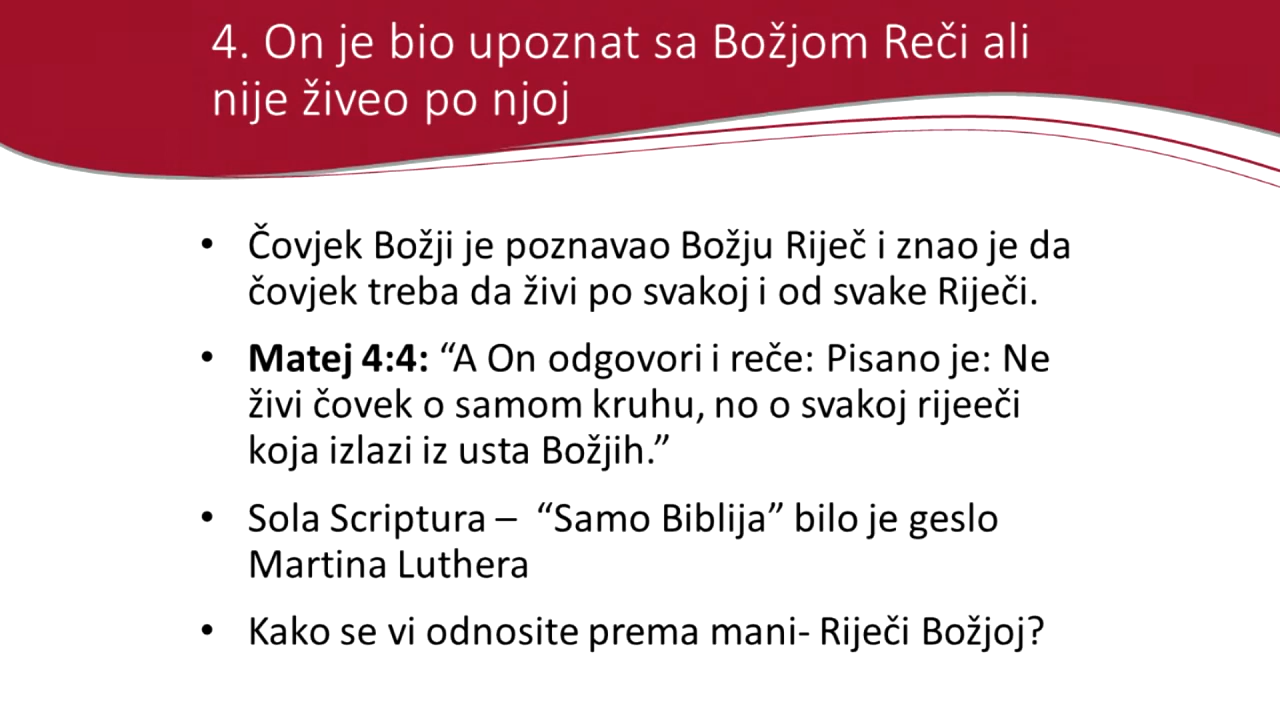 4. On je bio upoznat sa Božjom Reči ali
nije živeo po njoj
• Čovjek Božji je poznavao Božju Riječ i znao je da
čovjek treba da živi po svakoj i od svake Riječi.
• Matej 4:4: “A On odgovori i reče: Pisano je: Ne
živi čovek o samom kruhu, no o svakoj rijeeči
koja izlazi iz usta Božjih.”
• Sola Scriptura – “Samo Biblija” bilo je geslo
Martina Luthera
• Kako se vi odnosite prema mani- Riječi Božjoj?